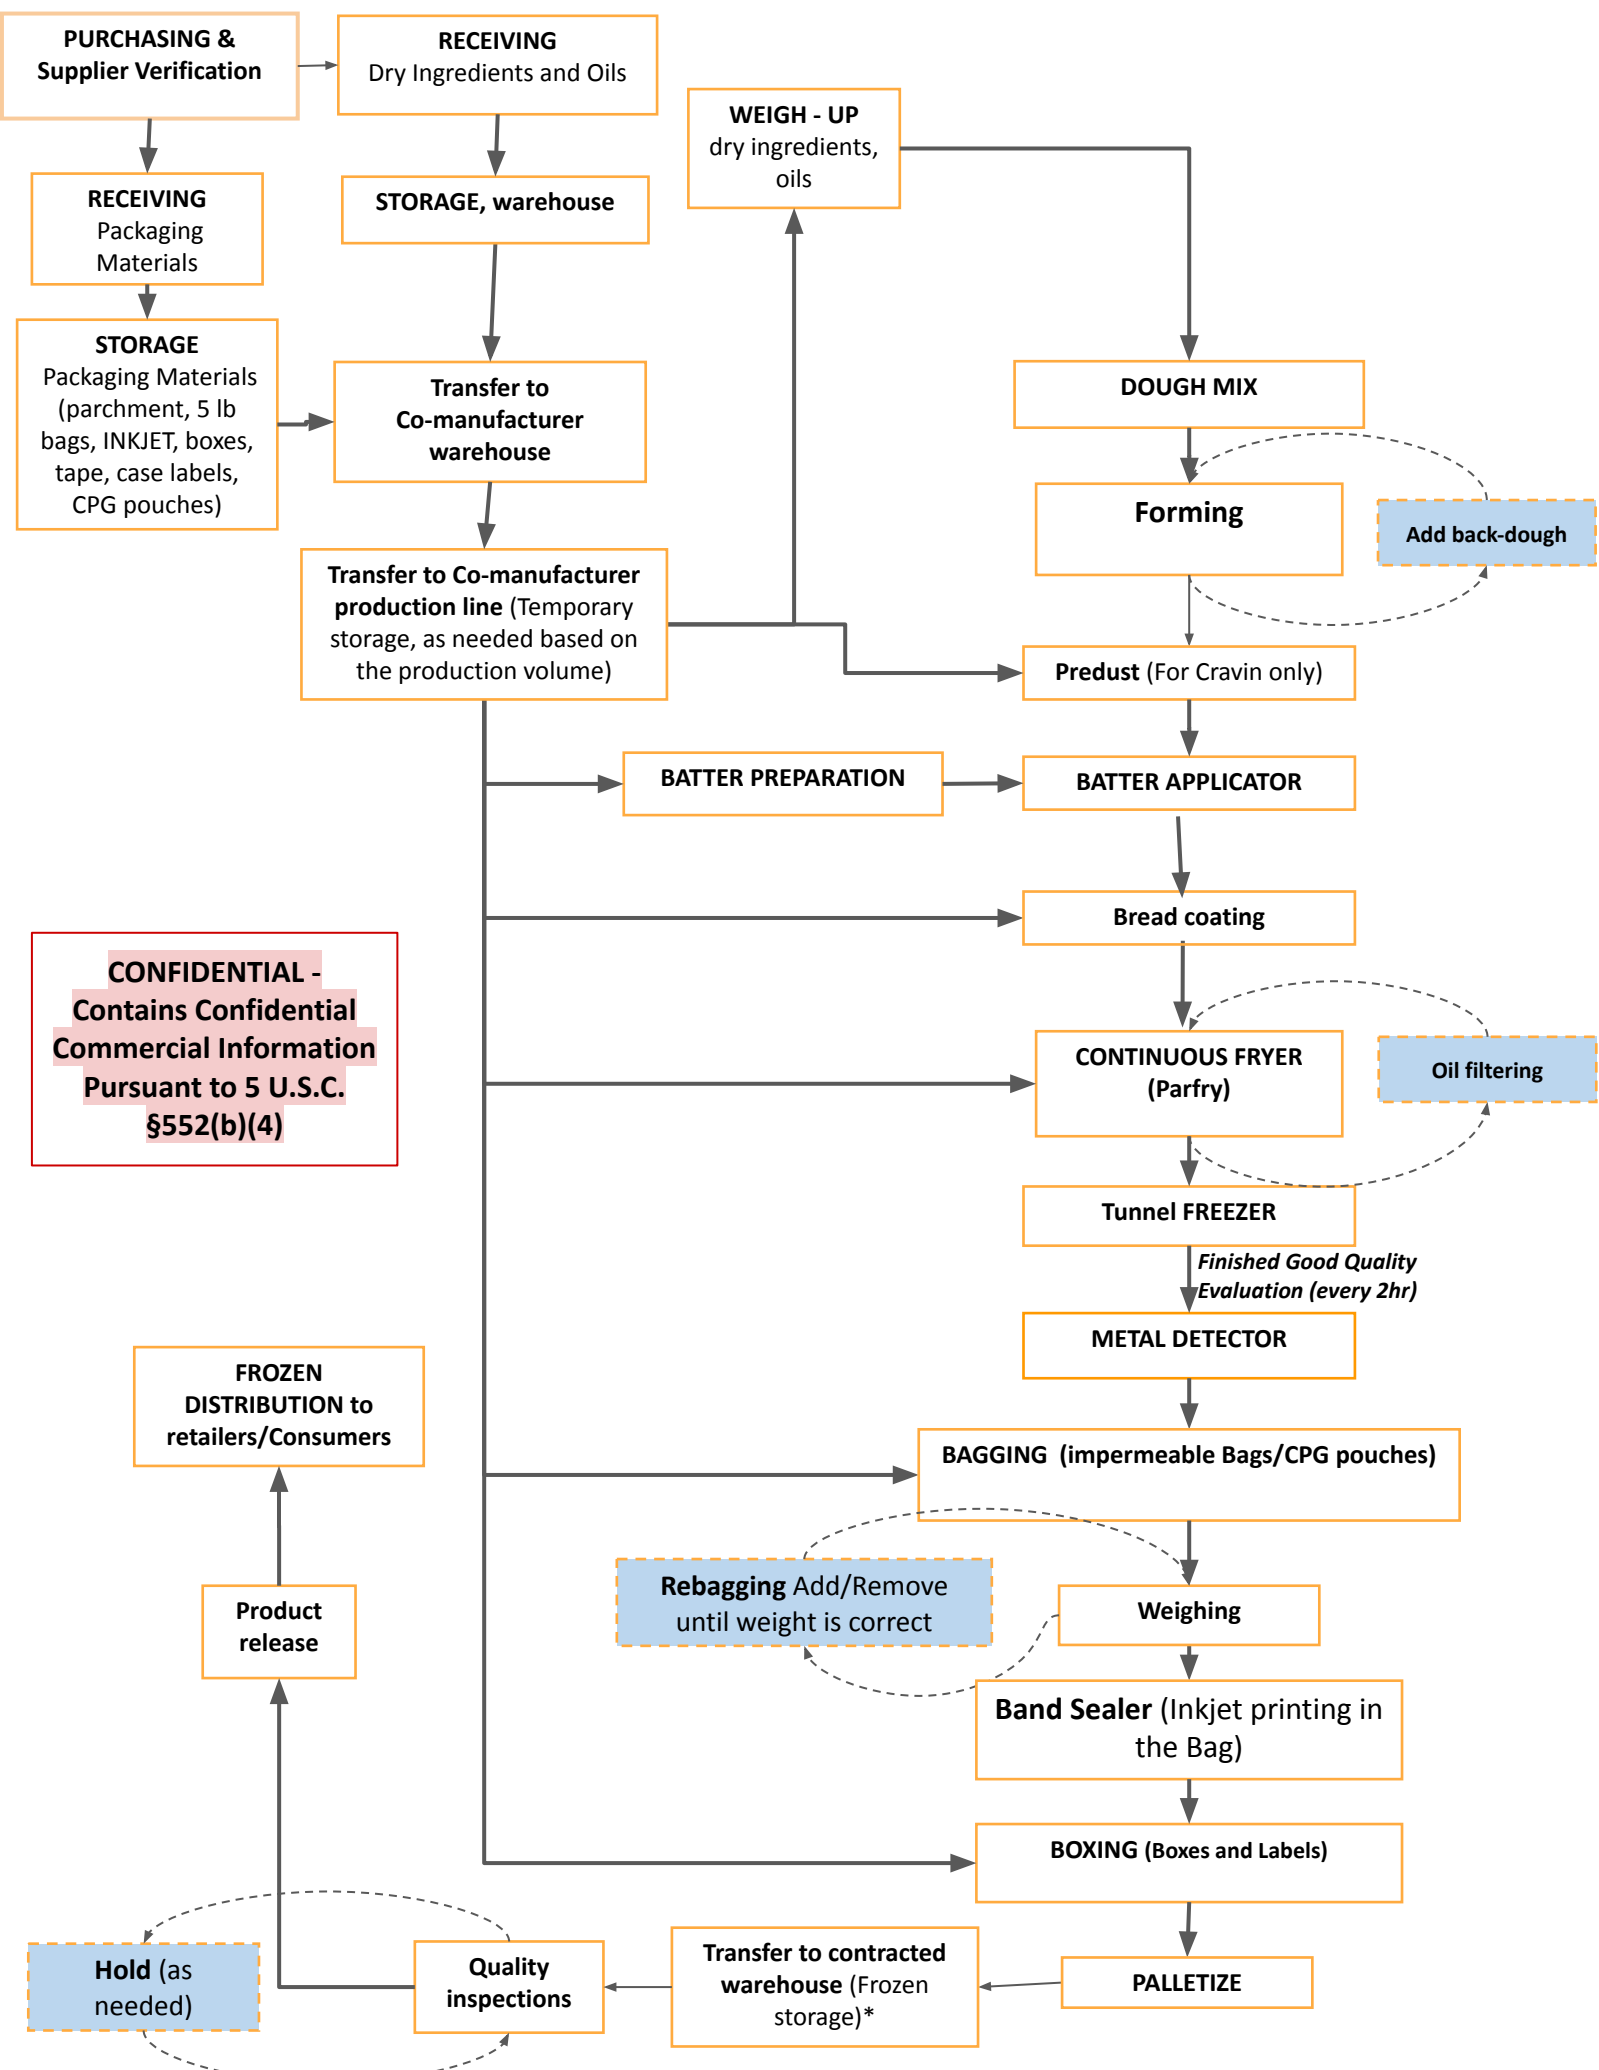 PURCHASING &
Supplier Verification
RECEIVING
Dry Ingredients and Oils
WEIGH - UP
dry ingredients,
oils
RECEIVING
Packaging
Materials
STORAGE, warehouse
STORAGE
Packaging Materials
(parchment, 5 lb
bags, INKJET, boxes,
tape, case labels,
CPG pouches)
Transfer to
Co-manufacturer
warehouse
DOUGH MIX
Forming
Add back-dough
Transfer to Co-manufacturer
production line (Temporary
storage, as needed based on
the production volume)
Predust (For Cravin only)
BATTER PREPARATION
BATTER APPLICATOR
Bread coating
CONFIDENTIAL -
Contains Confidential
Commercial Information
Pursuant to 5 U.S.C.
§552(b)(4)
CONTINUOUS FRYER
(Parfry)
Oil filtering
Tunnel FREEZER
Finished Good Quality
Evaluation (every 2hr)
METAL DETECTOR
FROZEN
DISTRIBUTION to
retailers/Consumers
BAGGING (impermeable Bags/CPG pouches)
Rebagging Add/Remove
until weight is correct
Weighing
Product
release
Band Sealer (Inkjet printing in
the Bag)
BOXING (Boxes and Labels)
Hold (as
needed)
Quality
inspections
Transfer to contracted
warehouse (Frozen
storage)*
PALLETIZE